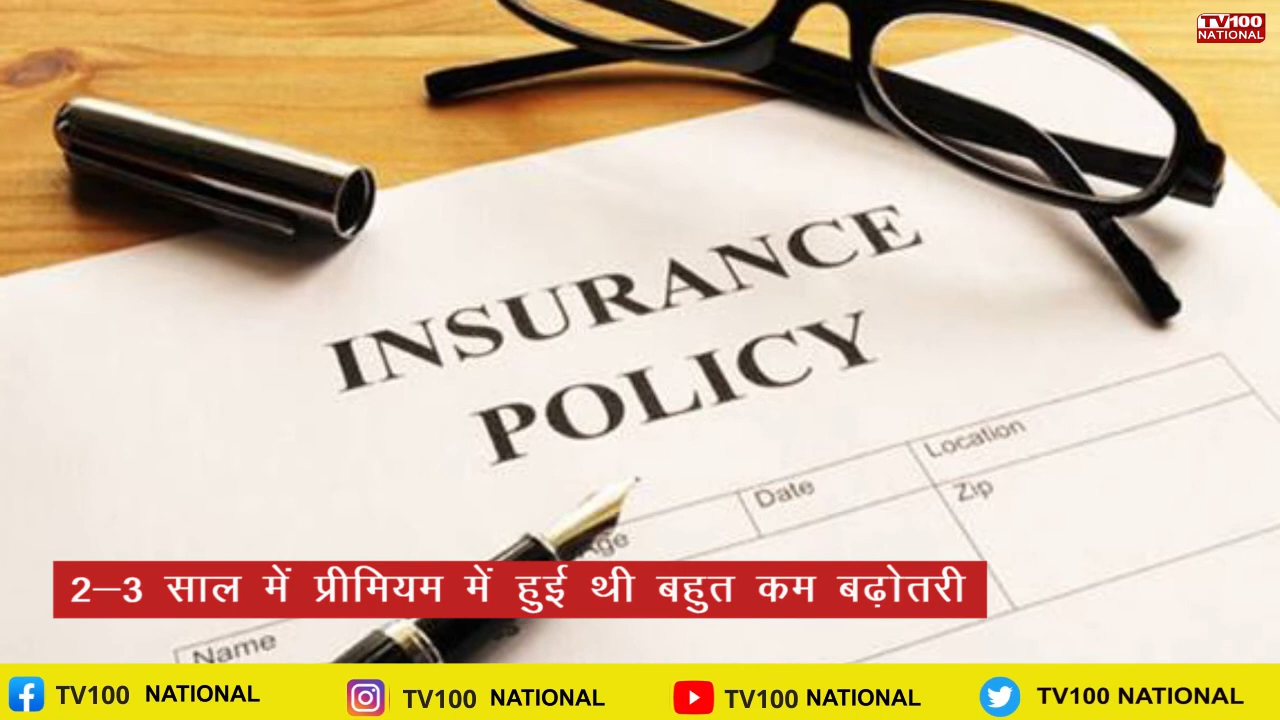 TV100
NATIONAL
INSURANCE
POLICY
Location
Date
Zip
Age
Name
2–3 साल में प्रीमियम में हुई थी बहुत कम बढ़ोतरी
TV100 NATIONAL TV100 NATIONAL TV100 NATIONAL TV100 NATIONAL